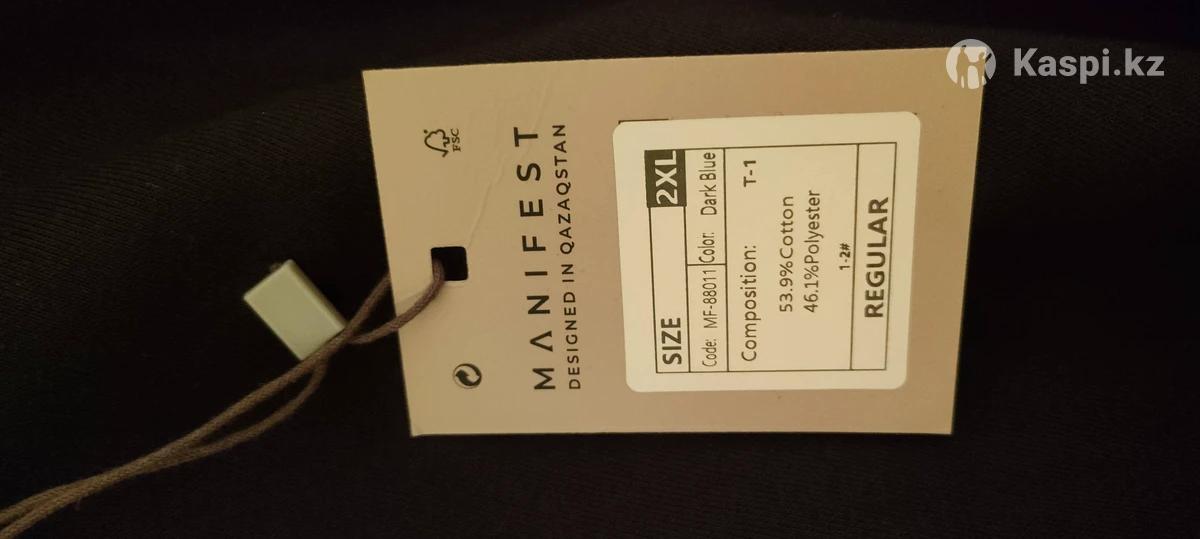 Kaspi.kz
FSC
MANIFEST
DESIGNED IN QAZAQSTAN
SIZE 2XL
Code: MF-88011 Color: Dark Blue
Composition: T-1
53.9%Cotton
46.1%Polyester
1-2#
REGULAR